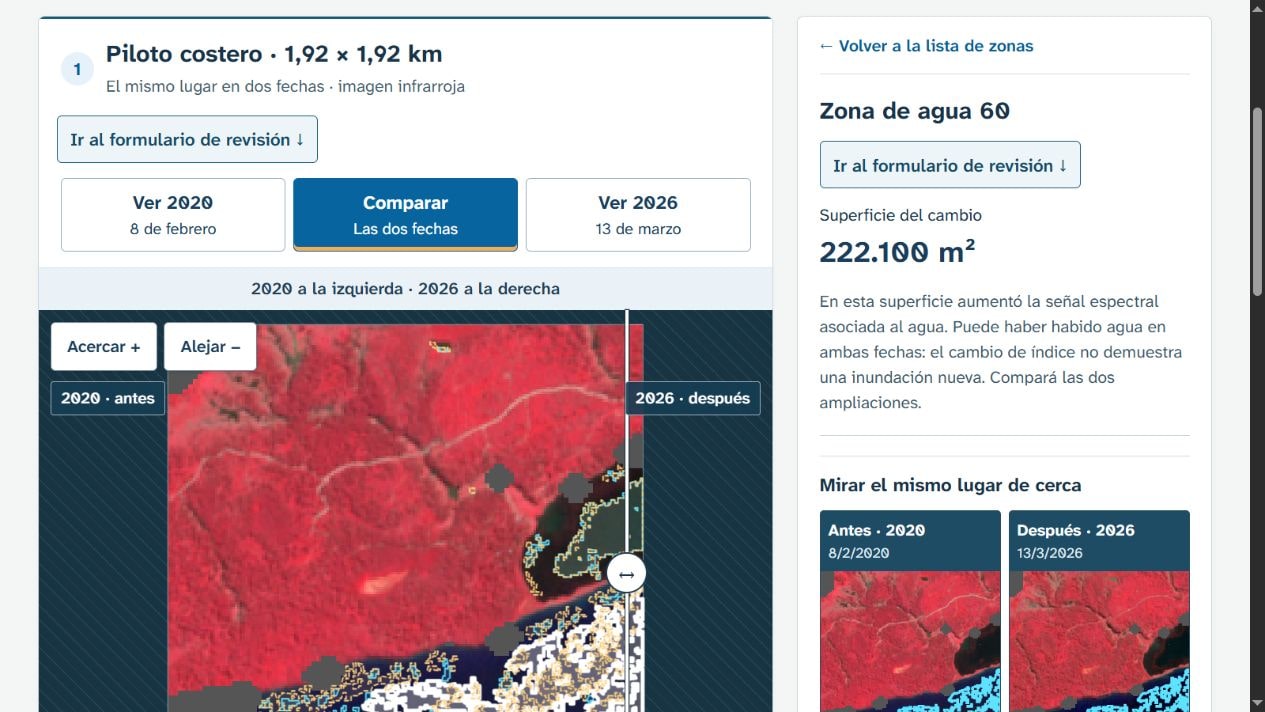 1
Piloto costero · 1,92 × 1,92 km
El mismo lugar en dos fechas · imagen infrarroja
Ir al formulario de revisión ↓
Ver 2020
8 de febrero
Comparar
Las dos fechas
Ver 2026
13 de marzo
2020 a la izquierda · 2026 a la derecha
Acercar +
Alejar −
2020 · antes
2026 · después
↔
← Volver a la lista de zonas
Zona de agua 60
Ir al formulario de revisión ↓
Superficie del cambio
222.100 m²
En esta superficie aumentó la señal espectral
asociada al agua. Puede haber habido agua en
ambas fechas: el cambio de índice no demuestra
una inundación nueva. Compará las dos
ampliaciones.
Mirar el mismo lugar de cerca
Antes · 2020
8/2/2020
Después · 2026
13/3/2026